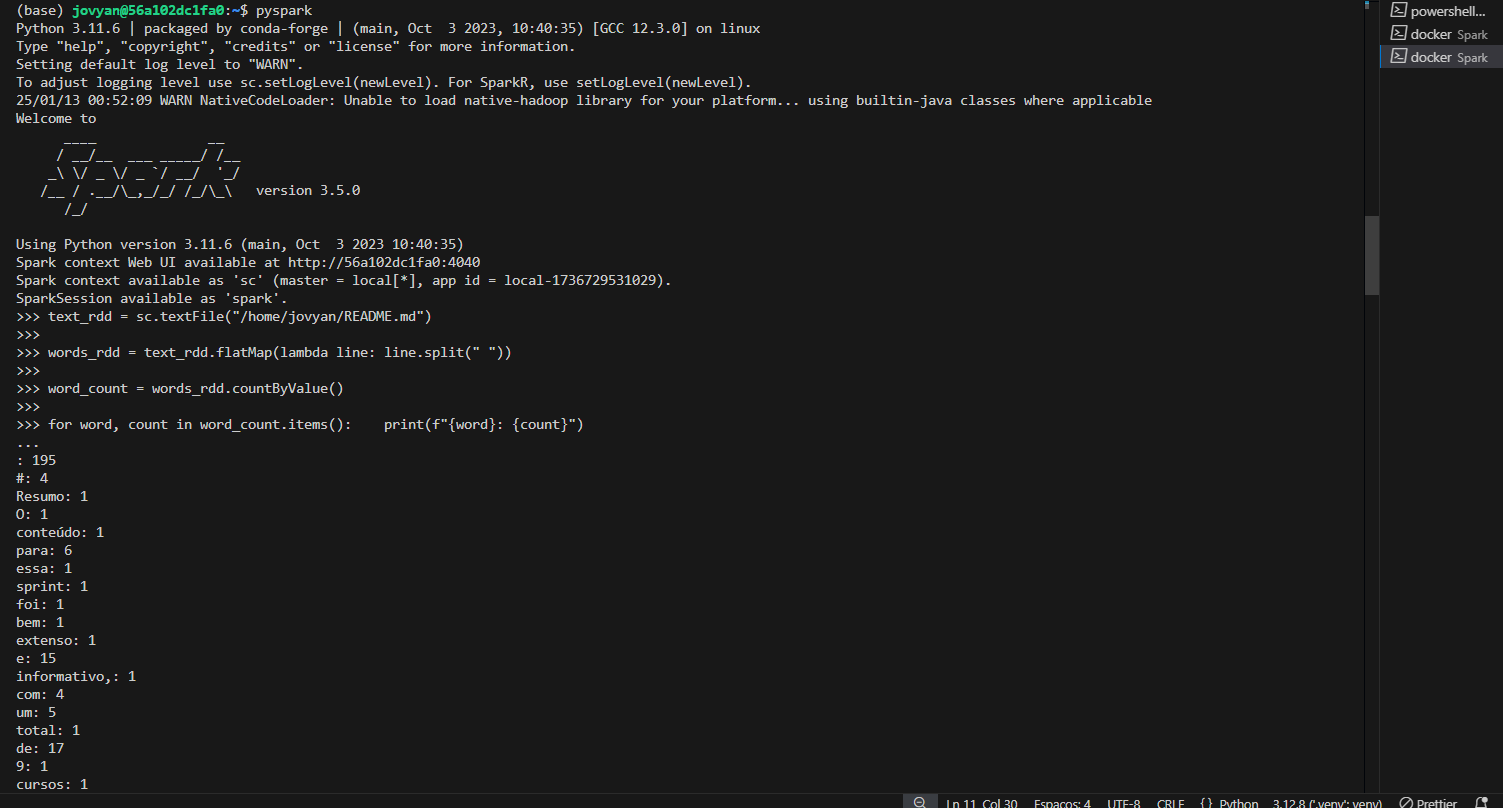 (base) jovyan@56a102dc1fa0:~$ pyspark
Python 3.11.6 | packaged by conda-forge | (main, Oct  3 2023, 10:40:35) [GCC 12.3.0] on linux
Type "help", "copyright", "credits" or "license" for more information.
Setting default log level to "WARN".
To adjust logging level use sc.setLogLevel(newLevel). For SparkR, use setLogLevel(newLevel).
25/01/13 00:52:09 WARN NativeCodeLoader: Unable to load native-hadoop library for your platform... using builtin-java classes where applicable
Welcome to
      ____              __
     / __/__  ___ _____/ /__
    _\ \/ _ \/ _ `/ __/  '_/
   /__ / .__/\_,_/_/ /_/\_\   version 3.5.0
      /_/
Using Python version 3.11.6 (main, Oct  3 2023 10:40:35)
Spark context Web UI available at http://56a102dc1fa0:4040
Spark context available as 'sc' (master = local[*], app id = local-1736729531029).
SparkSession available as 'spark'.
>>> text_rdd = sc.textFile("/home/jovyan/README.md")
>>>
>>> words_rdd = text_rdd.flatMap(lambda line: line.split(" "))
>>>
>>> word_count = words_rdd.countByValue()
>>>
>>> for word, count in word_count.items():    print(f"{word}: {count}")
...
: 195
#: 4
Resumo: 1
O: 1
conteúdo: 1
para: 6
essa: 1
sprint: 1
foi: 1
bem: 1
extenso: 1
e: 15
informativo,: 1
com: 4
um: 5
total: 1
de: 17
9: 1
cursos: 1
powershell...
docker Spark
docker Spark
Ln 11, Col 30 Espaços: 4 UTF-8 CRLF {} Python 3.12.8 ('.venv': venv) Prettier